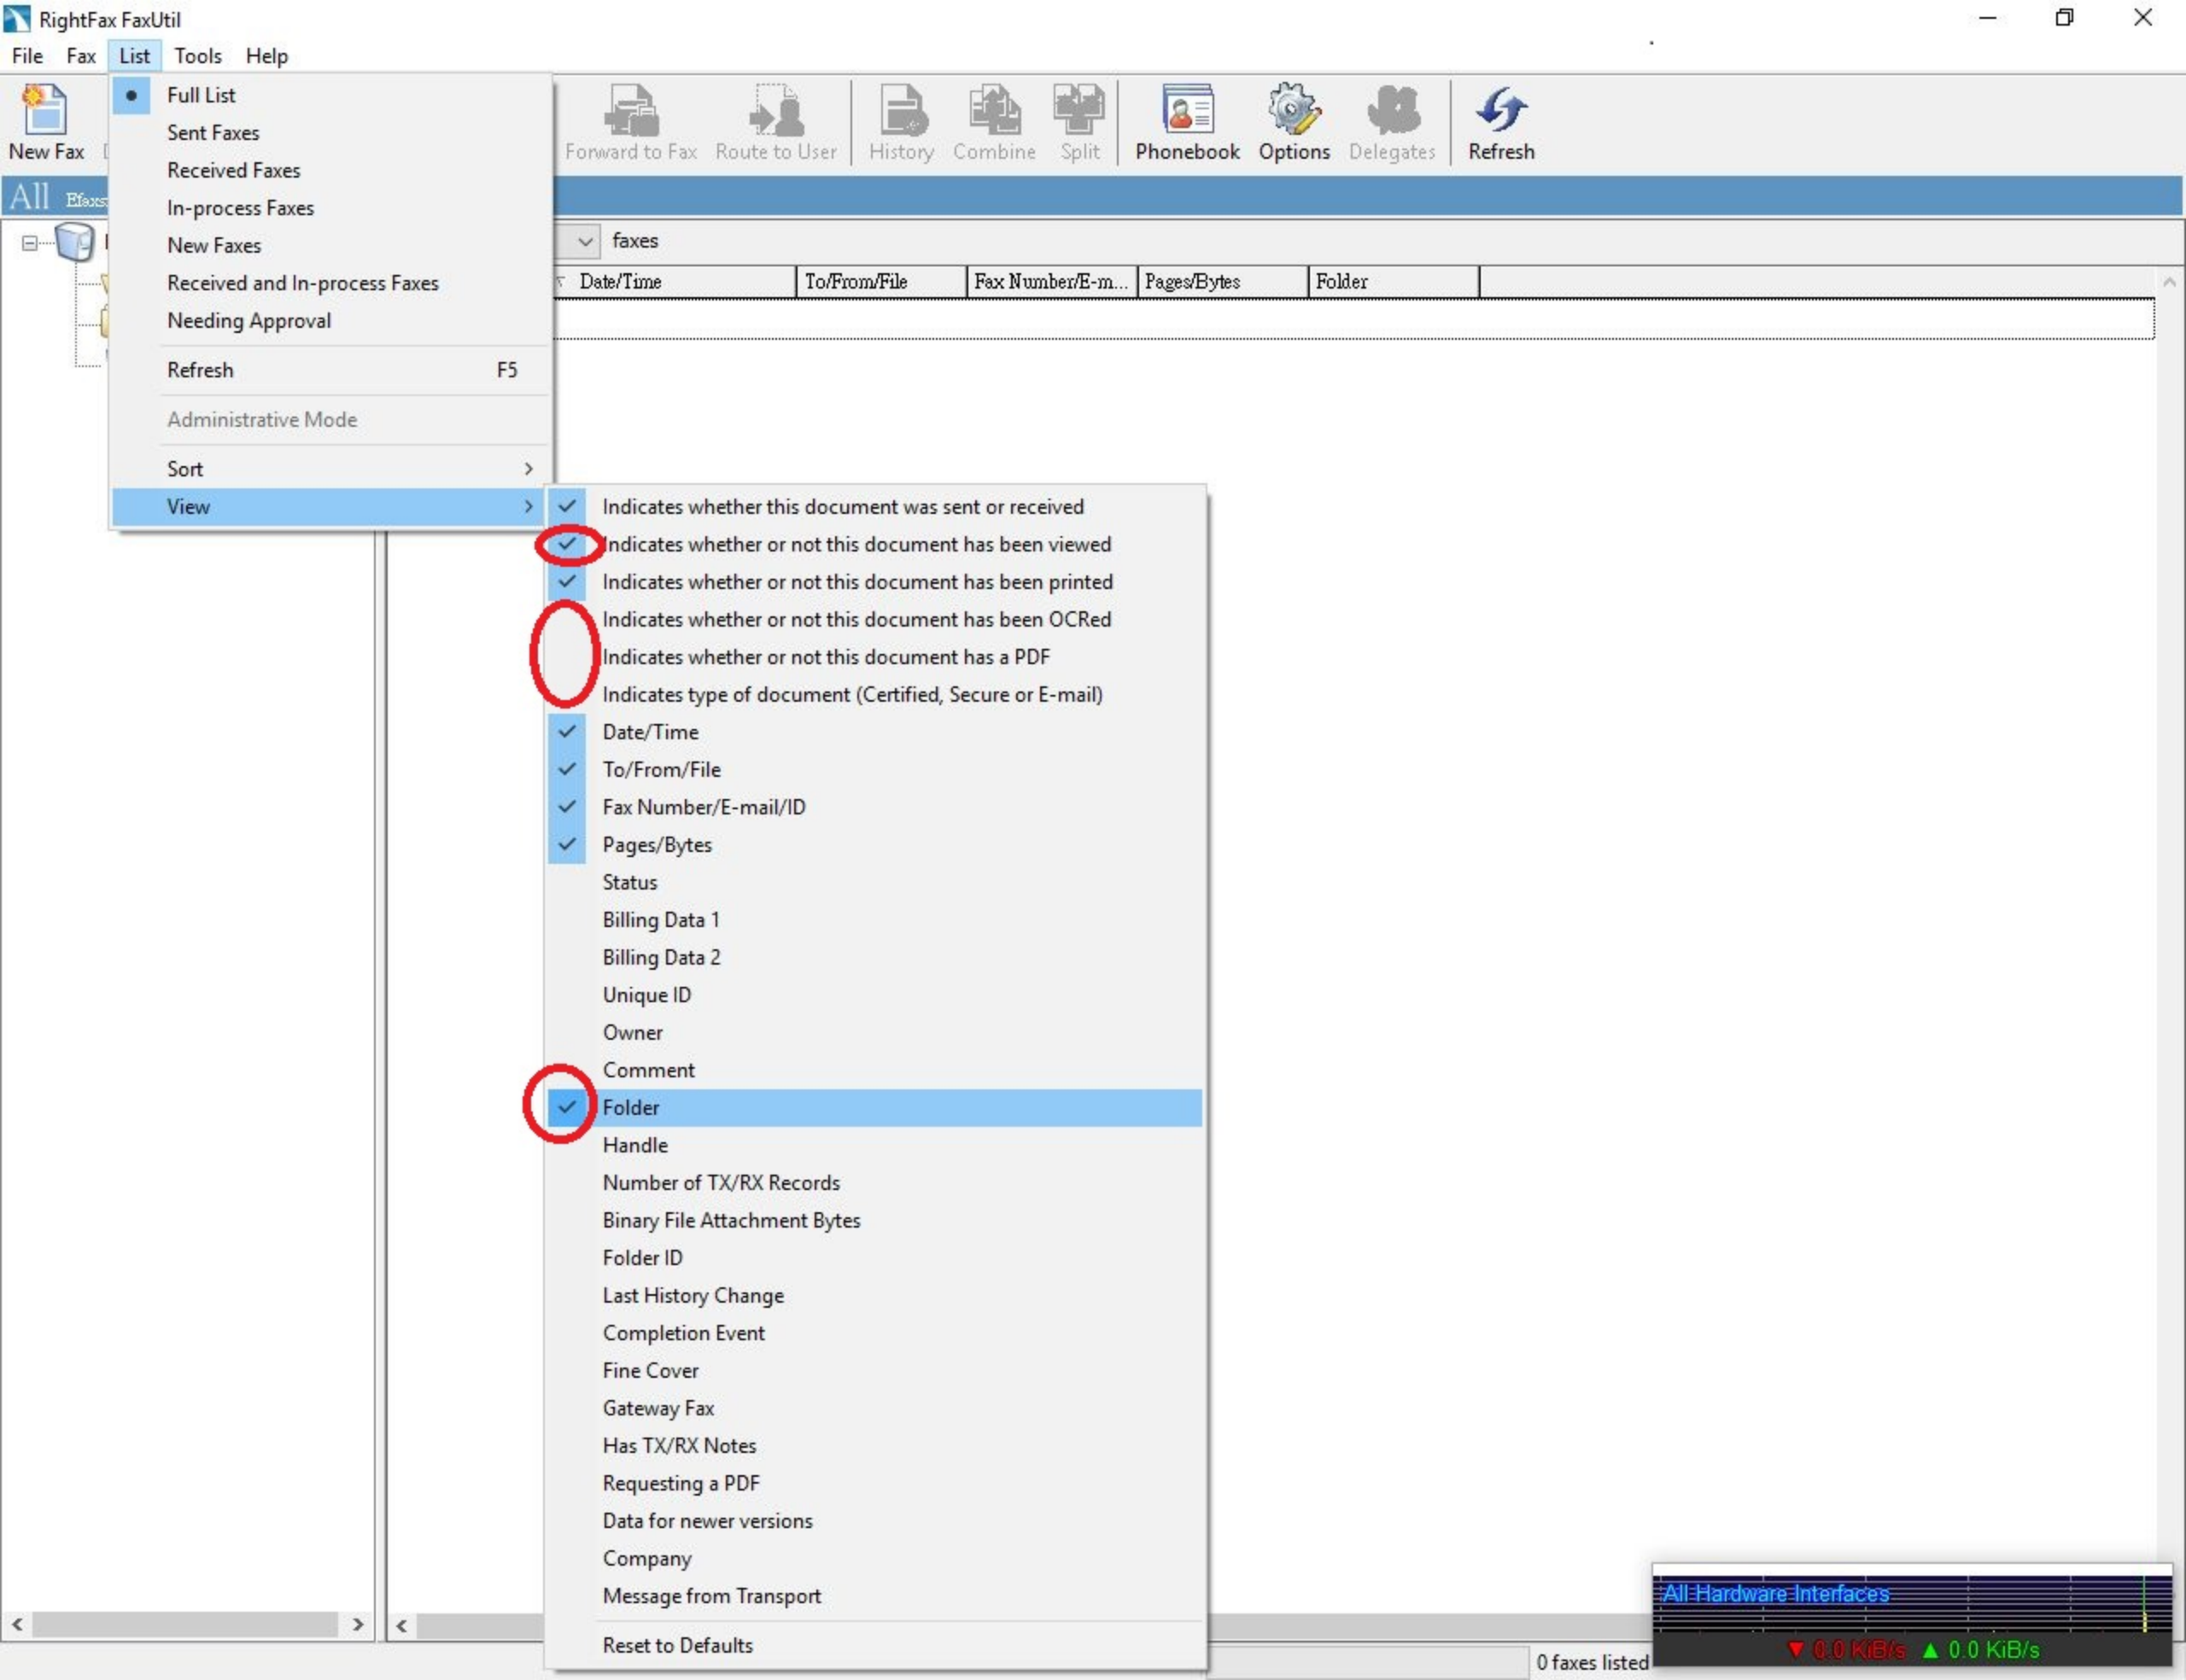 RightFax FaxUtil
File Fax List Tools Help
New Fax
Forward to Fax Route to User History Combine Split Phonebook Options Delegates Refresh
All
Full List
Sent Faxes
Received Faxes
In-process Faxes
New Faxes
Received and In-process Faxes
Needing Approval
Refresh F5
Administrative Mode
Sort
View
faxes
Date/Time To/From/File Fax Number/E-m... Pages/Bytes Folder
Indicates whether this document was sent or received
Indicates whether or not this document has been viewed
Indicates whether or not this document has been printed
Indicates whether or not this document has been OCRed
Indicates whether or not this document has a PDF
Indicates type of document (Certified, Secure or E-mail)
Date/Time
To/From/File
Fax Number/E-mail/ID
Pages/Bytes
Status
Billing Data 1
Billing Data 2
Unique ID
Owner
Comment
Folder
Handle
Number of TX/RX Records
Binary File Attachment Bytes
Folder ID
Last History Change
Completion Event
Fine Cover
Gateway Fax
Has TX/RX Notes
Requesting a PDF
Data for newer versions
Company
Message from Transport
Reset to Defaults
All Hardware Interfaces
0.0 KiB/s 0.0 KiB/s
0 faxes listed